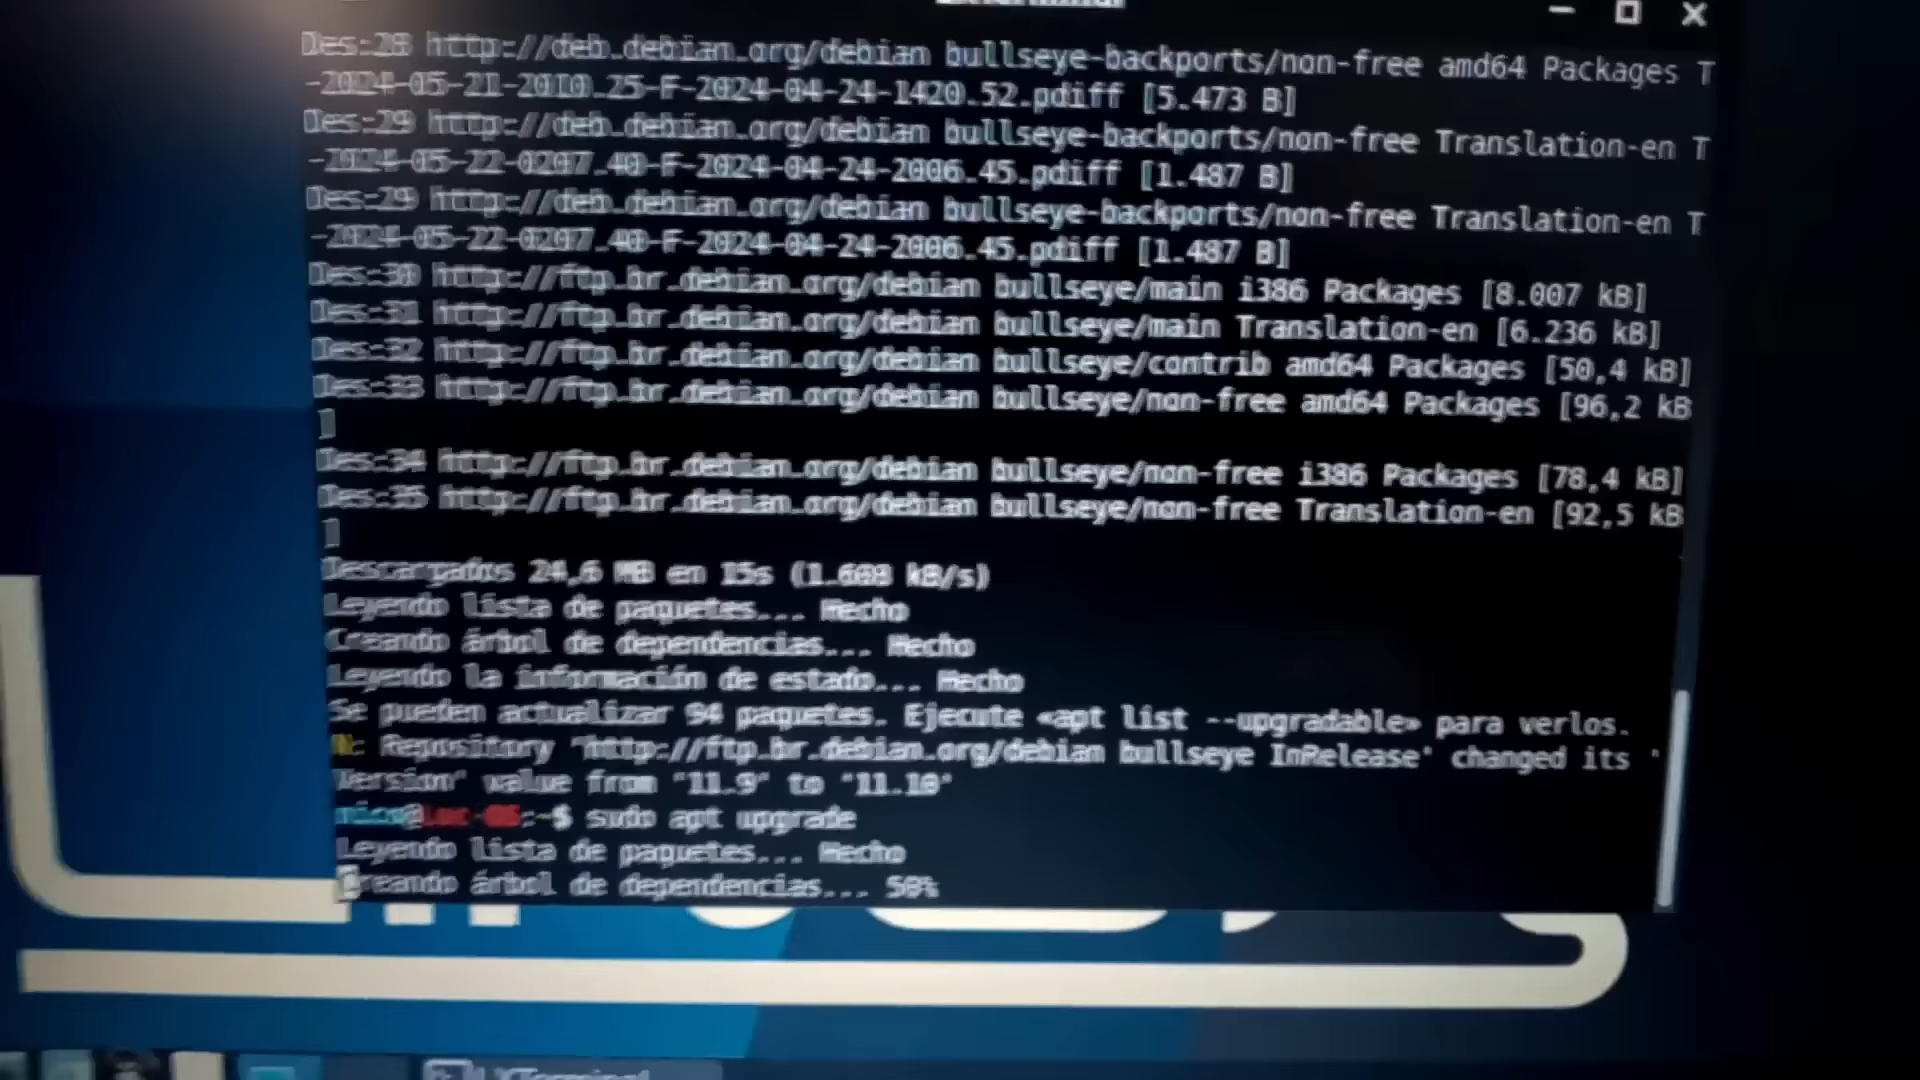 Des:28 http://deb.debian.org/debian bullseye-backports/non-free amd64 Packages T
-2024-05-21-2010.25-F-2024-04-24-1420.52.pdiff [5.473 B]
Des:29 http://deb.debian.org/debian bullseye-backports/non-free Translation-en T
-2024-05-22-0207.40-F-2024-04-24-2006.45.pdiff [1.487 B]
Des:29 http://deb.debian.org/debian bullseye-backports/non-free Translation-en T
-2024-05-22-0207.40-F-2024-04-24-2006.45.pdiff [1.487 B]
Des:30 http://ftp.br.debian.org/debian bullseye/main i386 Packages [8.007 kB]
Des:31 http://ftp.br.debian.org/debian bullseye/main Translation-en [6.236 kB]
Des:32 http://ftp.br.debian.org/debian bullseye/contrib amd64 Packages [50,4 kB]
Des:33 http://ftp.br.debian.org/debian bullseye/non-free amd64 Packages [96,2 kB
]
Des:34 http://ftp.br.debian.org/debian bullseye/non-free i386 Packages [78,4 kB]
Des:35 http://ftp.br.debian.org/debian bullseye/non-free Translation-en [92,5 kB
]
Descargados 24,6 MB en 15s (1.608 kB/s)
Leyendo lista de paquetes... Hecho
Creando árbol de dependencias... Hecho
Leyendo la información de estado... Hecho
Se pueden actualizar 94 paquetes. Ejecute «apt list --upgradable» para verlos.
N: Repository 'http://ftp.br.debian.org/debian bullseye InRelease' changed its '
Version' value from '11.9' to '11.10'
nico@loc-OS:~$ sudo apt upgrade
Leyendo lista de paquetes... Hecho
Creando árbol de dependencias... 50%
LXTerminal